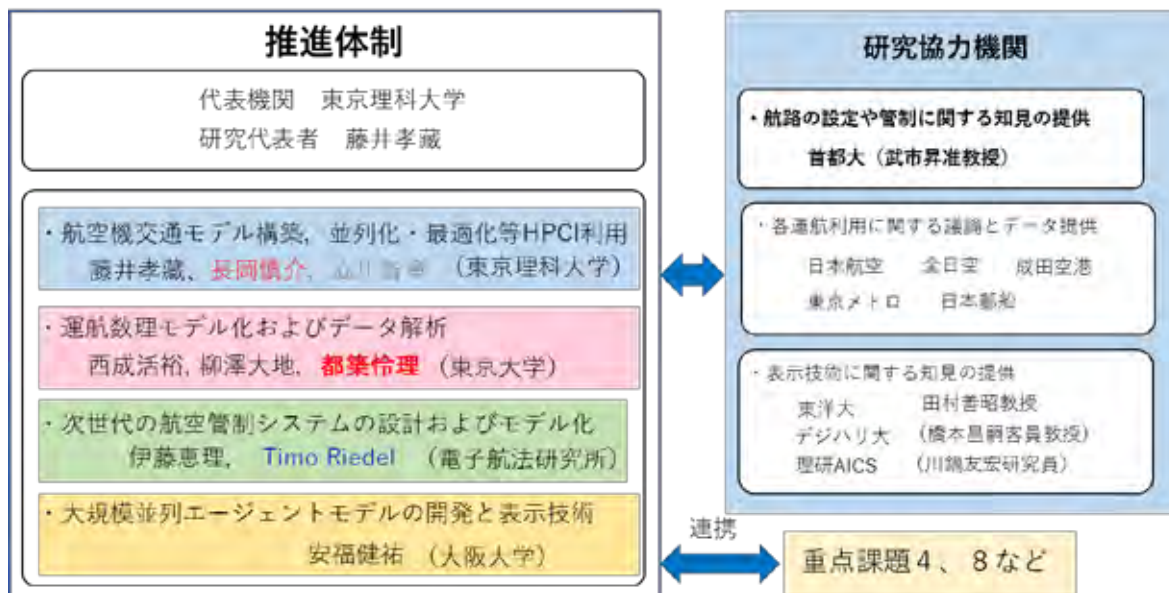 推進体制
代表機関 東京理科大学
研究代表者 藤井孝藏
・航空機交通モデル構築, 並列化・最適化等HPCI利用
藤井孝藏、長岡慎介, (東京理科大学)
・運航数理モデル化およびデータ解析
西成活裕, 柳澤大地, 都築怜理 (東京大学)
・次世代の航空管制システムの設計およびモデル化
伊藤恵理, Timo Riedel (電子航法研究所)
・大規模並列エージェントモデルの開発と表示技術
安福健祐 (大阪大学)
研究協力機関
・航路の設定や管制に関する知見の提供
首都大 (武市昇准教授)
・各運航利用に関する議論とデータ提供
日本航空 全日空 成田空港
東京メトロ 日本郵船
・表示技術に関する知見の提供
東洋大 田村善昭教授
デジハリ大 (橋本昌嗣客員教授)
理研AICS (川鍋友宏研究員)
連携
重点課題4、8など